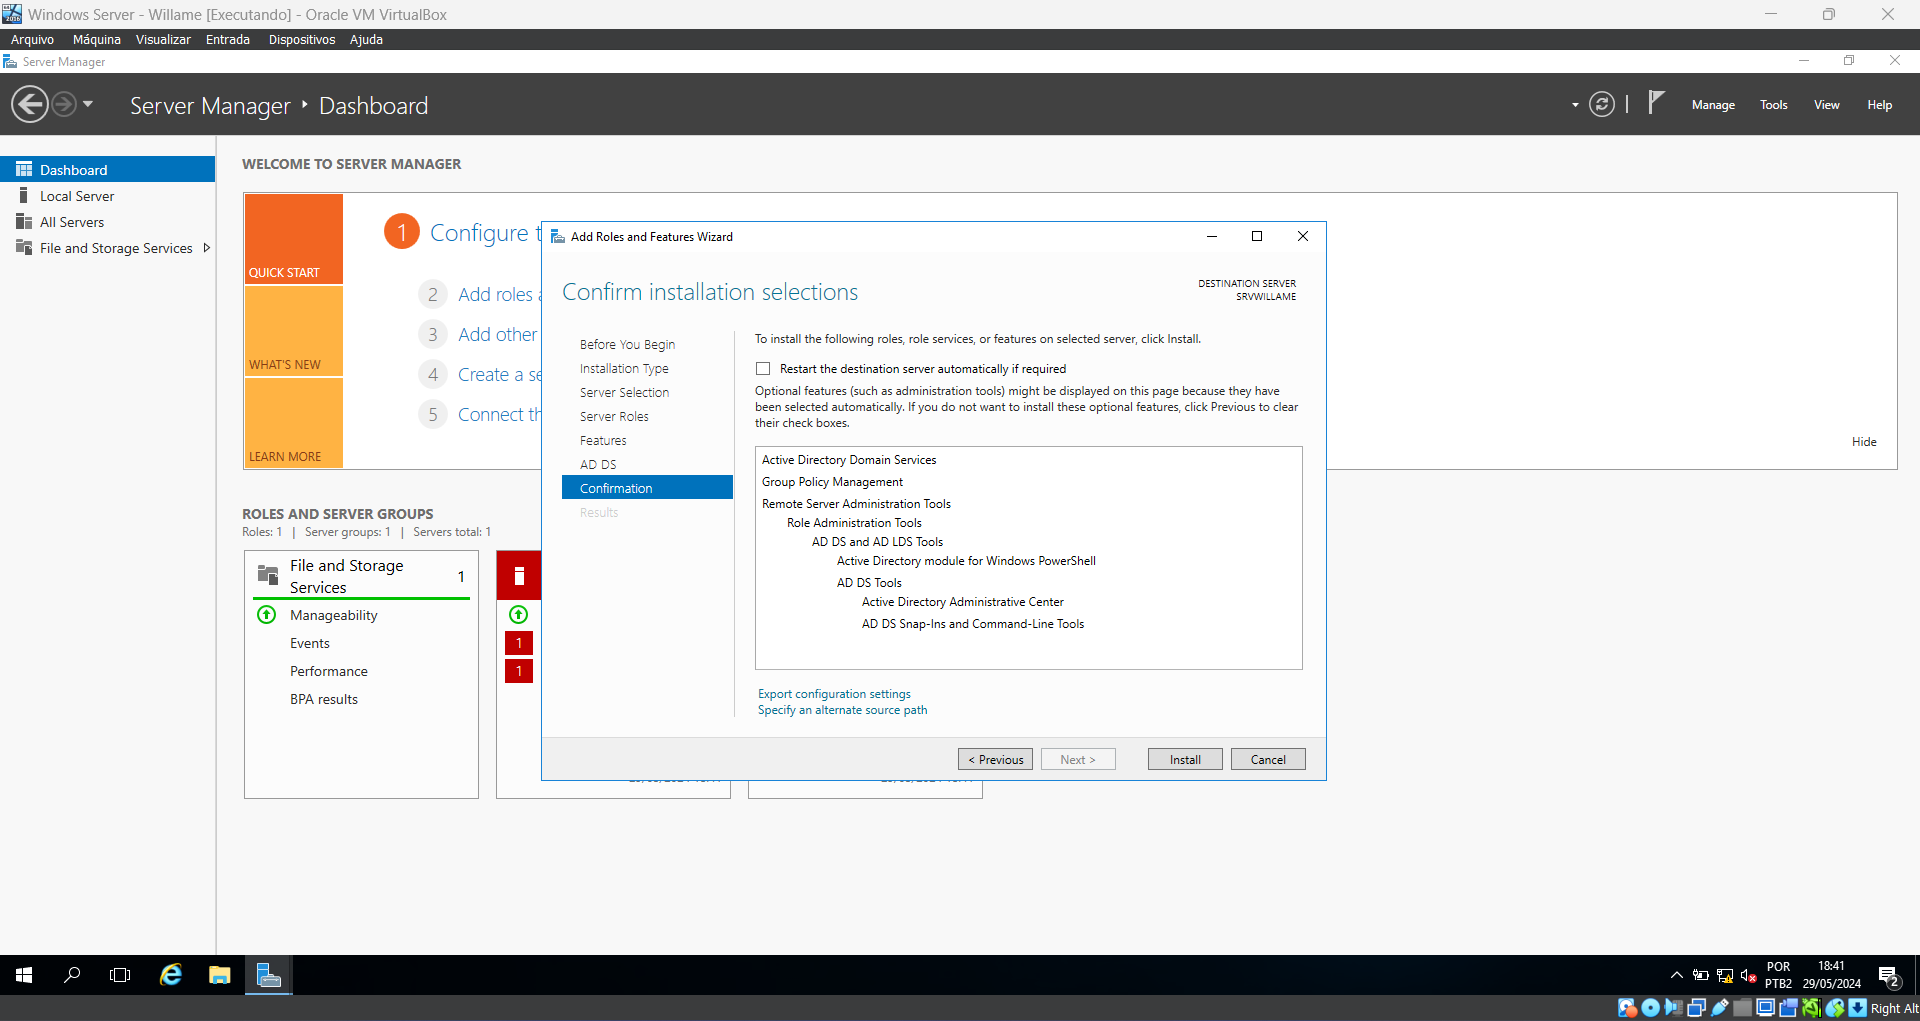 Windows Server - Willame [Executando] - Oracle VM VirtualBox
Arquivo Máquina Visualizar Entrada Dispositivos Ajuda
Server Manager
Server Manager Dashboard
Manage Tools View Help
Dashboard
Local Server
All Servers
File and Storage Services
WELCOME TO SERVER MANAGER
QUICK START
WHAT'S NEW
LEARN MORE
1 Configure t
2 Add roles a
3 Add other
4 Create a se
5 Connect th
Hide
ROLES AND SERVER GROUPS
Roles: 1 | Server groups: 1 | Servers total: 1
File and Storage
Services
1
Manageability
Events
Performance
BPA results
1
1
Add Roles and Features Wizard
Confirm installation selections
DESTINATION SERVER
SRVWILLAME
Before You Begin
Installation Type
Server Selection
Server Roles
Features
AD DS
Confirmation
Results
To install the following roles, role services, or features on selected server, click Install.
Restart the destination server automatically if required
Optional features (such as administration tools) might be displayed on this page because they have
been selected automatically. If you do not want to install these optional features, click Previous to clear
their check boxes.
Active Directory Domain Services
Group Policy Management
Remote Server Administration Tools
Role Administration Tools
AD DS and AD LDS Tools
Active Directory module for Windows PowerShell
AD DS Tools
Active Directory Administrative Center
AD DS Snap-Ins and Command-Line Tools
Export configuration settings
Specify an alternate source path
< Previous Next > Install Cancel
POR
PTB2
18:41
29/05/2024
2
Right Alt